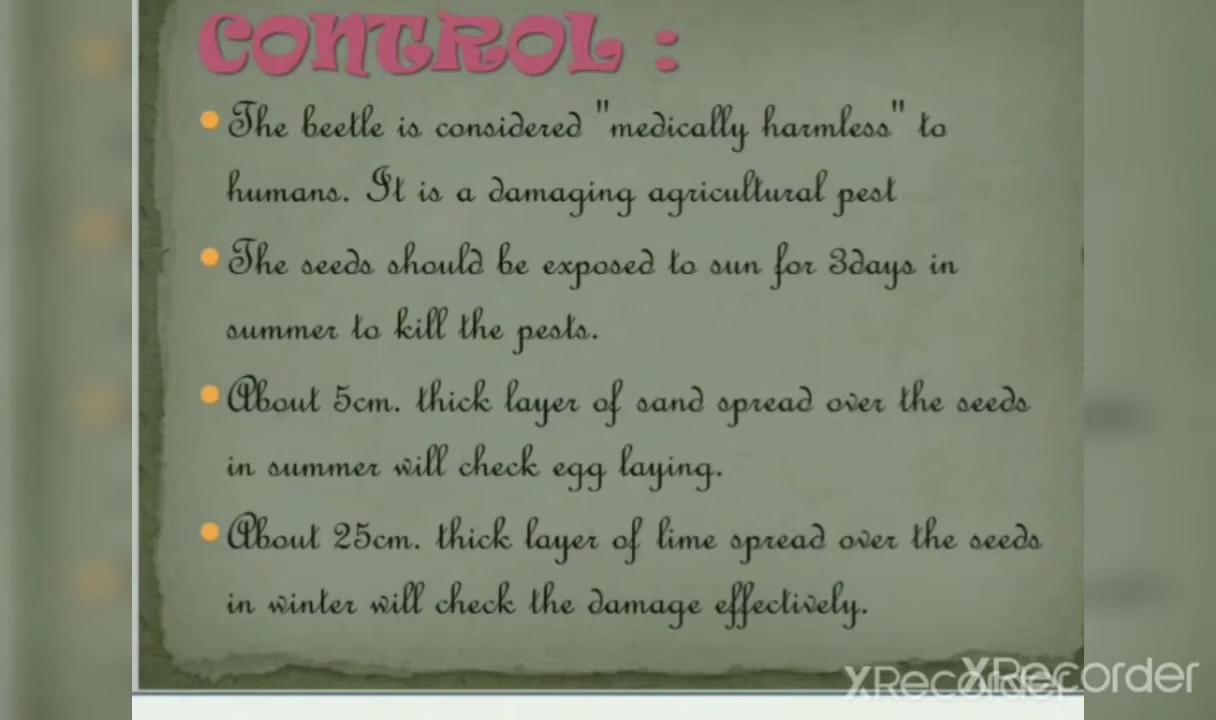 CONTROL :
The beetle is considered "medically harmless" to
humans. It is a damaging agricultural pest
The seeds should be exposed to sun for 3days in
summer to kill the pests.
About 5cm. thick layer of sand spread over the seeds
in summer will check egg laying.
About 25cm. thick layer of lime spread over the seeds
in winter will check the damage effectively.
XRecorder
XRecorder